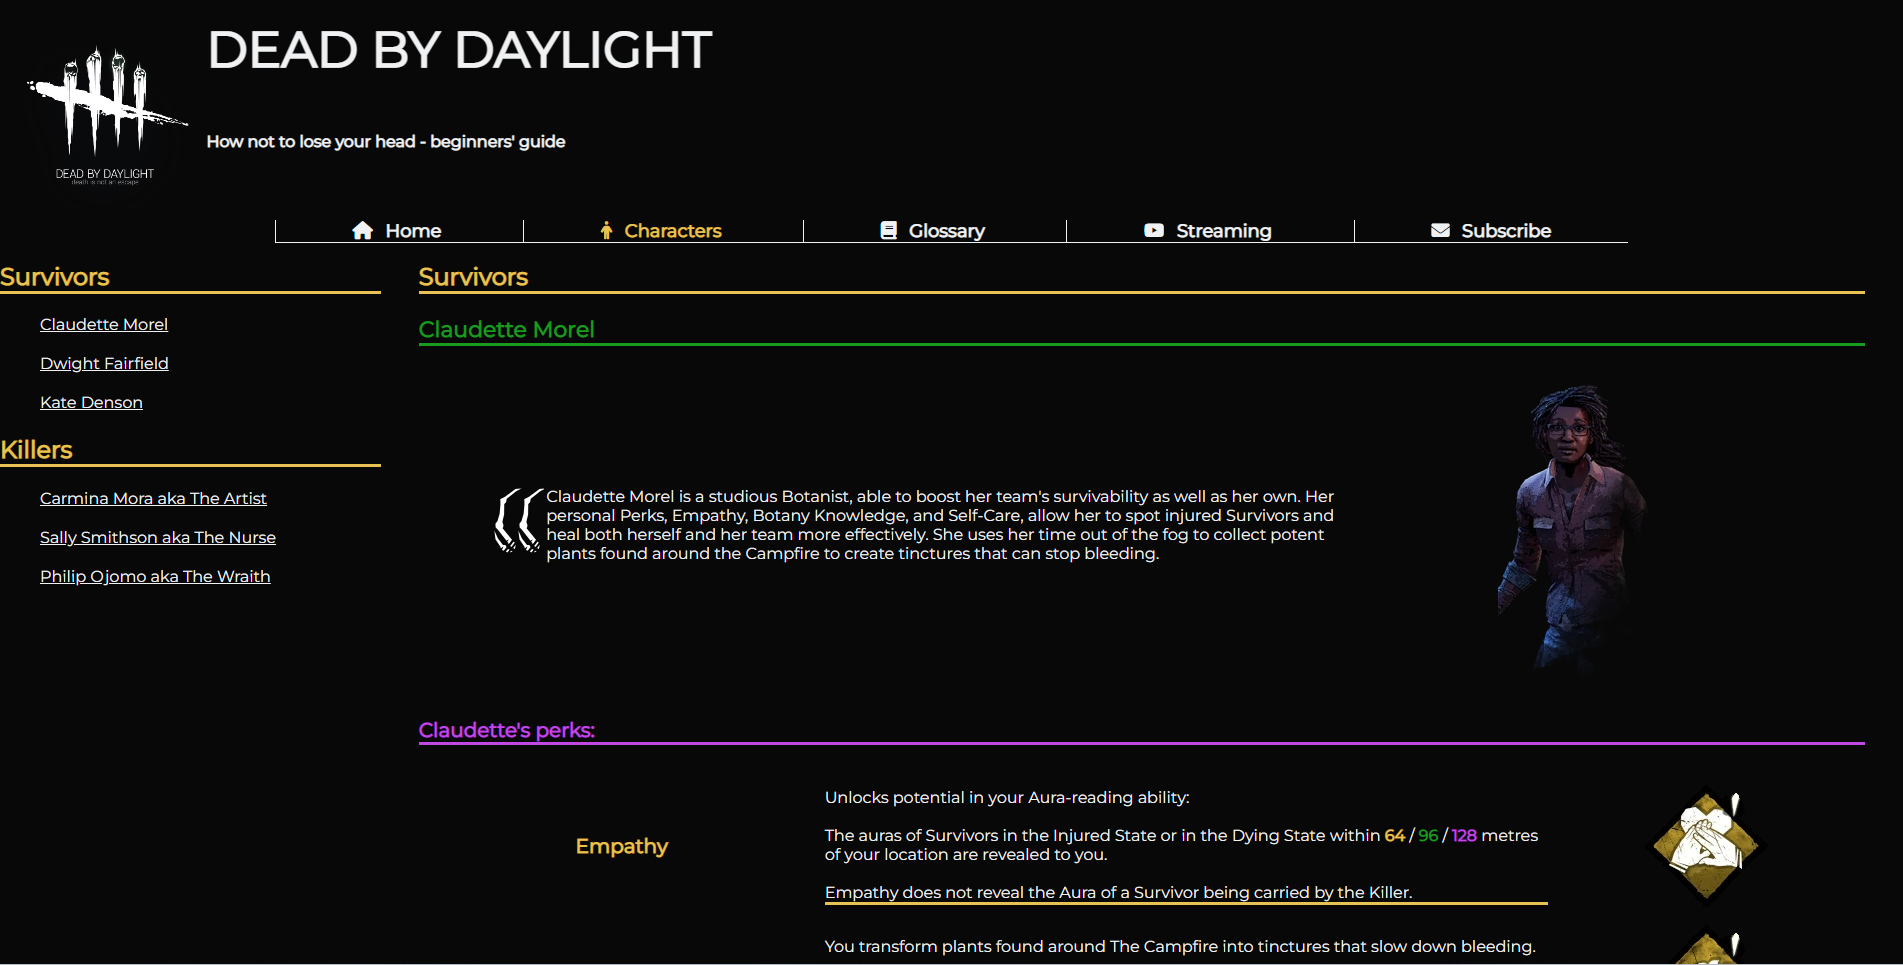 DEAD BY DAYLIGHT
DEAD BY DAYLIGHT
death is not an escape
How not to lose your head - beginners' guide
Home
Characters
Glossary
Streaming
Subscribe
Survivors
Claudette Morel
Dwight Fairfield
Kate Denson
Killers
Carmina Mora aka The Artist
Sally Smithson aka The Nurse
Philip Ojomo aka The Wraith
Survivors
Claudette Morel
Claudette Morel is a studious Botanist, able to boost her team's survivability as well as her own. Her
personal Perks, Empathy, Botany Knowledge, and Self-Care, allow her to spot injured Survivors and
heal both herself and her team more effectively. She uses her time out of the fog to collect potent
plants found around the Campfire to create tinctures that can stop bleeding.
Claudette's perks:
Empathy
Unlocks potential in your Aura-reading ability:
The auras of Survivors in the Injured State or in the Dying State within 64 / 96 / 128 metres
of your location are revealed to you.
Empathy does not reveal the Aura of a Survivor being carried by the Killer.
You transform plants found around The Campfire into tinctures that slow down bleeding.